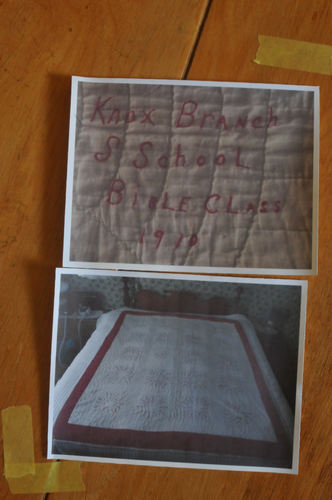 Knox Branch
S School
Bible Class
1910